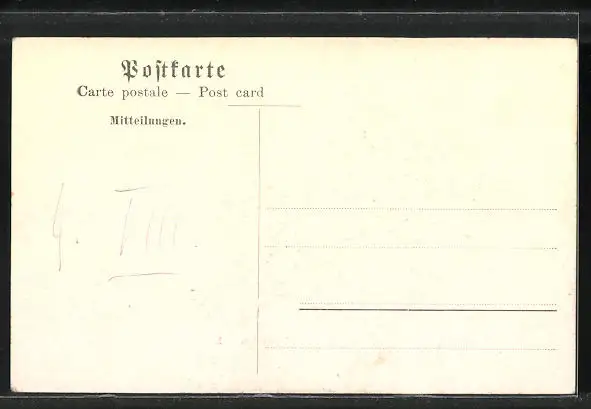 Postkarte
Carte postale — Post card
Mitteilungen.